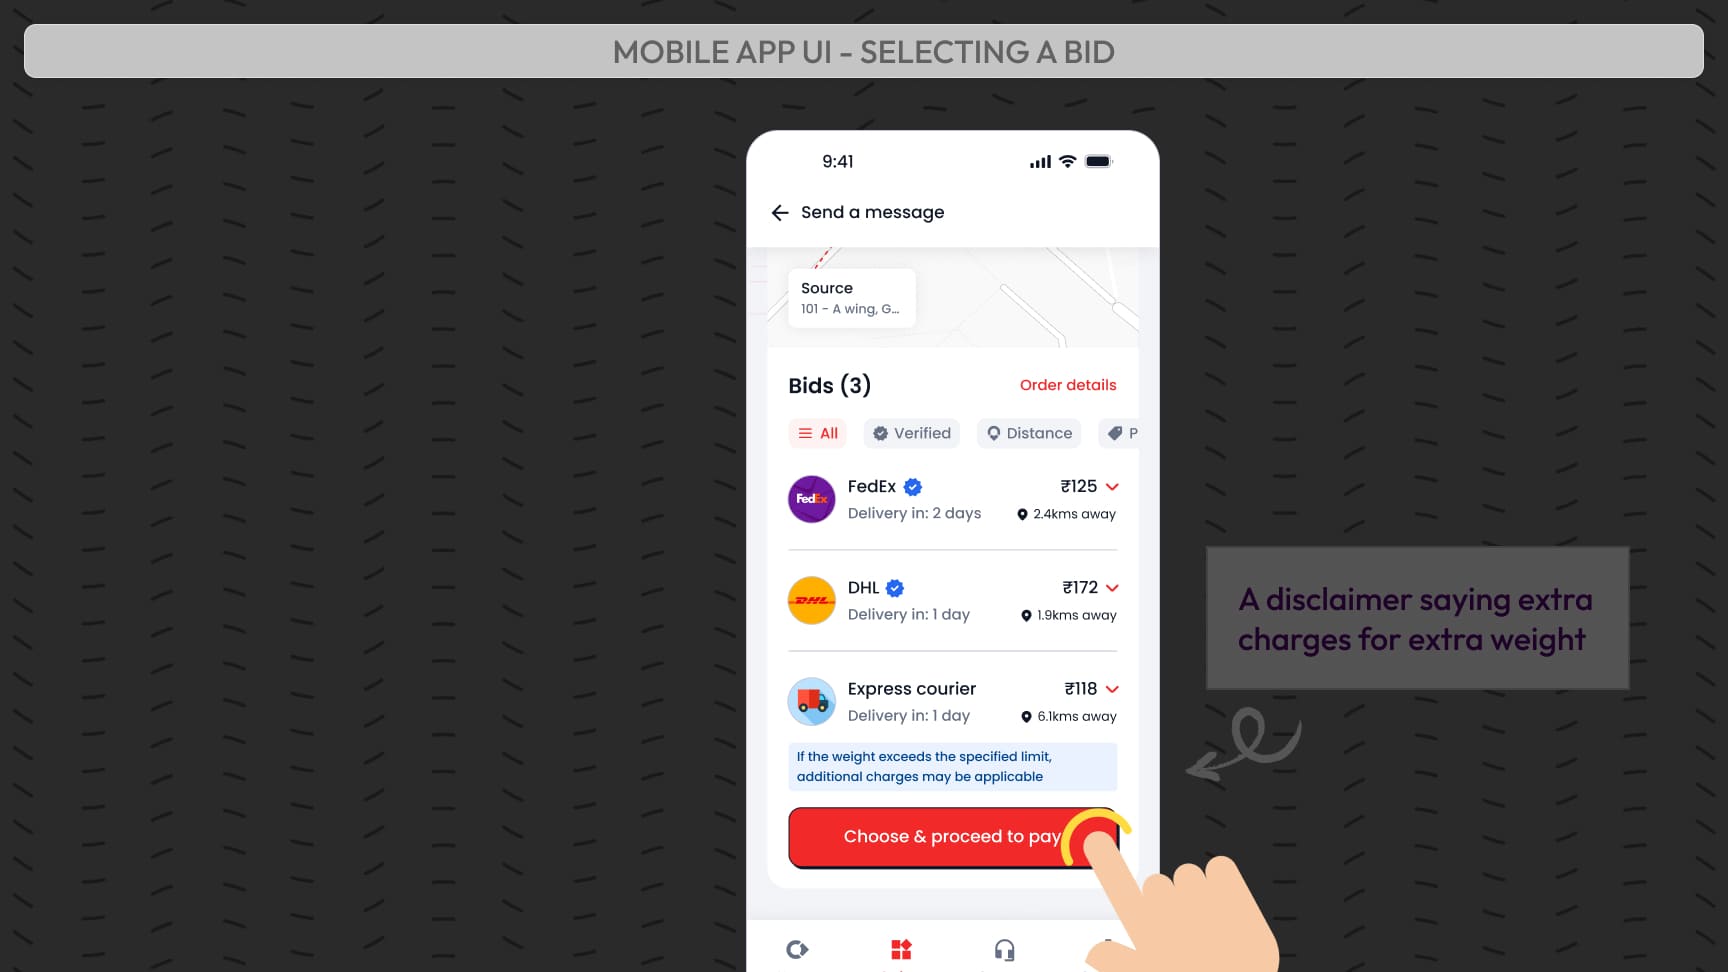 MOBILE APP UI - SELECTING A BID
9:41
Send a message
Source
101 - A wing, G...
Bids (3)
Order details
All
Verified
Distance
P
FedEx
FedEx
₹125
Delivery in: 2 days
2.4kms away
DHL
DHL
₹172
Delivery in: 1 day
1.9kms away
A disclaimer saying extra
charges for extra weight
Express courier
₹118
Delivery in: 1 day
6.1kms away
If the weight exceeds the specified limit,
additional charges may be applicable
Choose & proceed to pay